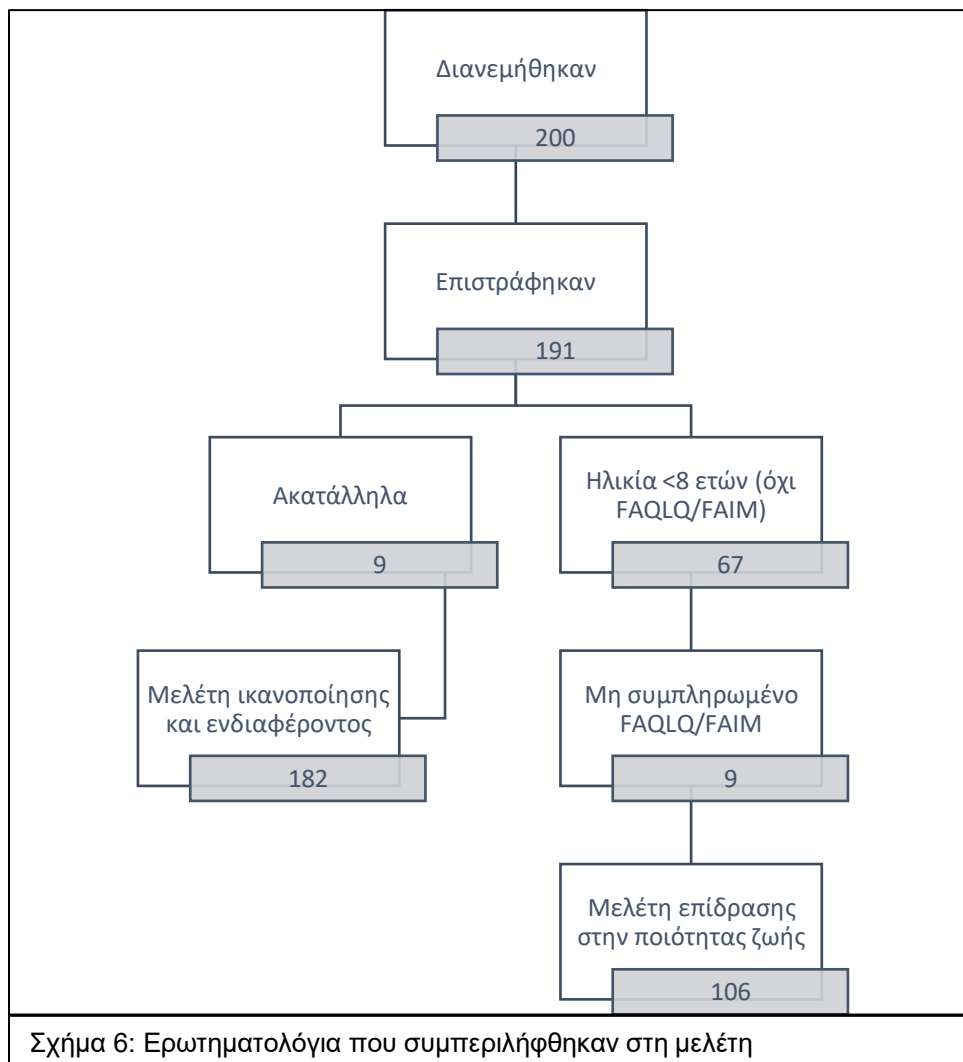 Διανεμήθηκαν
200
Επιστράφηκαν
191
Ακατάλληλα
9
Ηλικία <8 ετών (όχι
FAQLQ/FAIM)
67
Μελέτη ικανοποίησης
και ενδιαφέροντος
182
Μη συμπληρωμένο
FAQLQ/FAIM
9
Μελέτη επίδρασης
στην ποιότητας ζωής
106
Σχήμα 6: Ερωτηματολόγια που συμπεριλήφθηκαν στη μελέτη